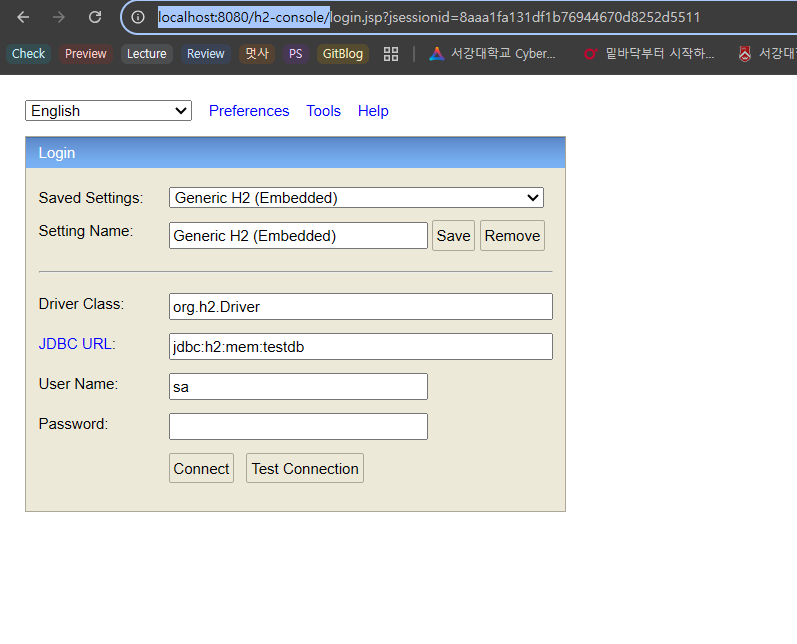 localhost:8080/h2-console/login.jsp?jsessionid=8aaa1fa131df1b76944670d8252d5511
Check Preview Lecture Review 멋사 PS GitBlog 서강대학교 Cyber... 밑바닥부터 시작하... 서강대
English Preferences Tools Help
Login
Saved Settings: Generic H2 (Embedded)
Setting Name: Generic H2 (Embedded) Save Remove
Driver Class: org.h2.Driver
JDBC URL: jdbc:h2:mem:testdb
User Name: sa
Password:
Connect Test Connection